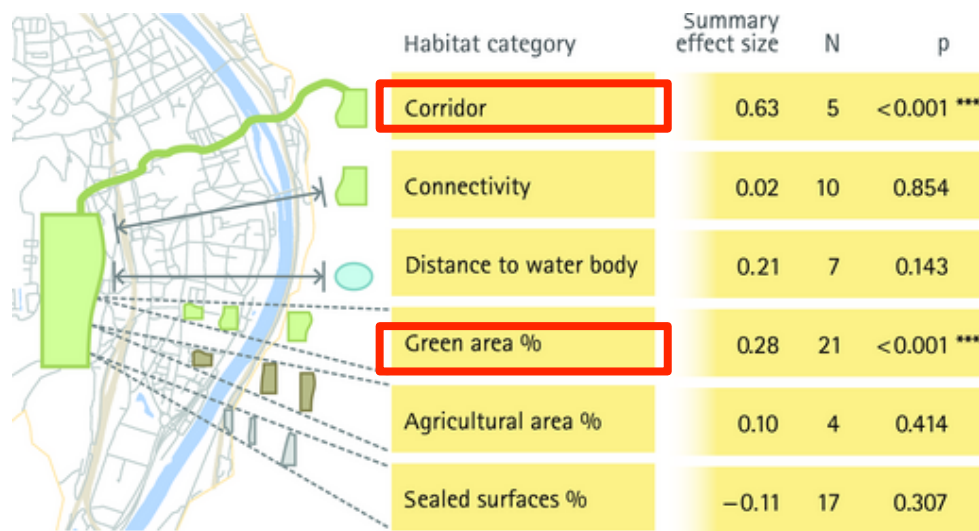 Habitat category Summary effect size N p
Corridor 0.63 5 <0.001 ***
Connectivity 0.02 10 0.854
Distance to water body 0.21 7 0.143
Green area % 0.28 21 <0.001 ***
Agricultural area % 0.10 4 0.414
Sealed surfaces % −0.11 17 0.307